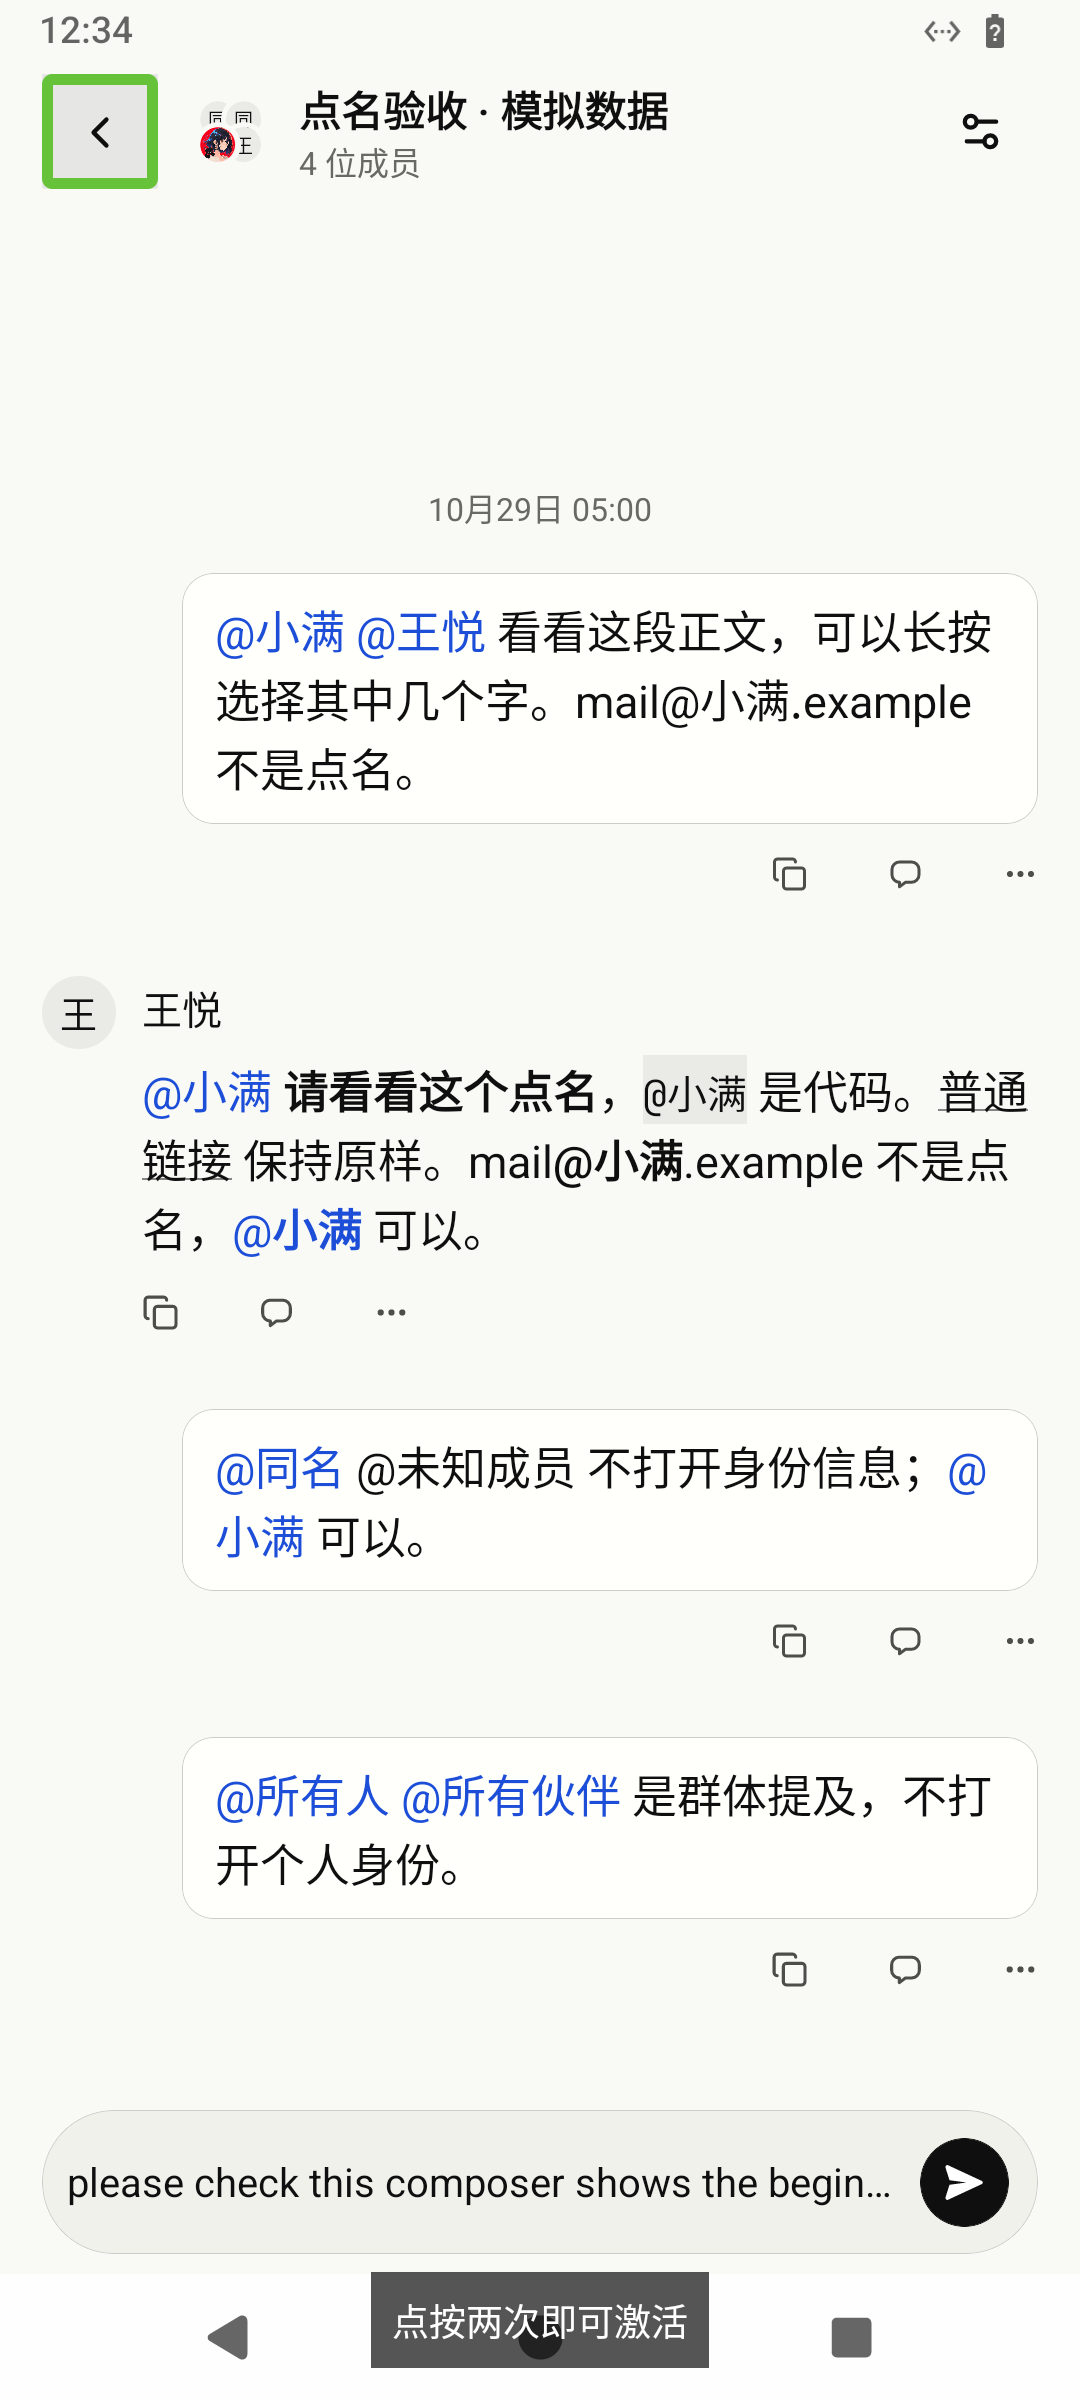 12:34
点名验收 · 模拟数据
4 位成员
10月29日 05:00
@小满 @王悦 看看这段正文，可以长按
选择其中几个字。mail@小满.example
不是点名。
王 王悦
@小满 请看看这个点名，@小满 是代码。普通
链接 保持原样。mail@小满.example 不是点
名，@小满 可以。
@同名 @未知成员 不打开身份信息；@
小满 可以。
@所有人 @所有伙伴 是群体提及，不打
开个人身份。
please check this composer shows the begin...
点按两次即可激活